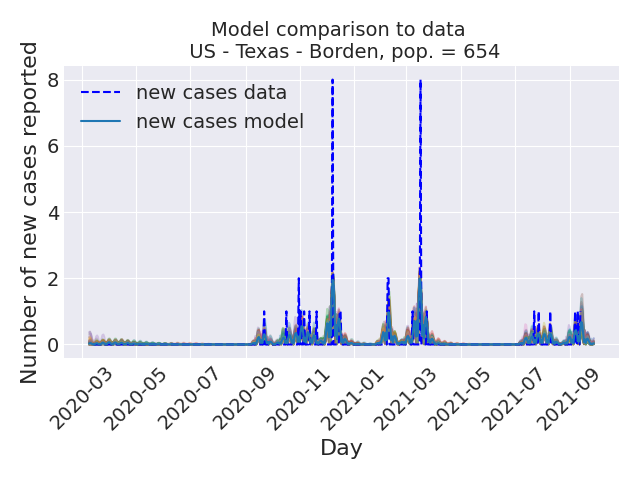 Model comparison to data
US - Texas - Borden, pop. = 654
Number of new cases reported
8
6
4
2
0
new cases data
new cases model
2020-03
2020-05
2020-07
2020-09
2020-11
2021-01
2021-03
2021-05
2021-07
2021-09
Day